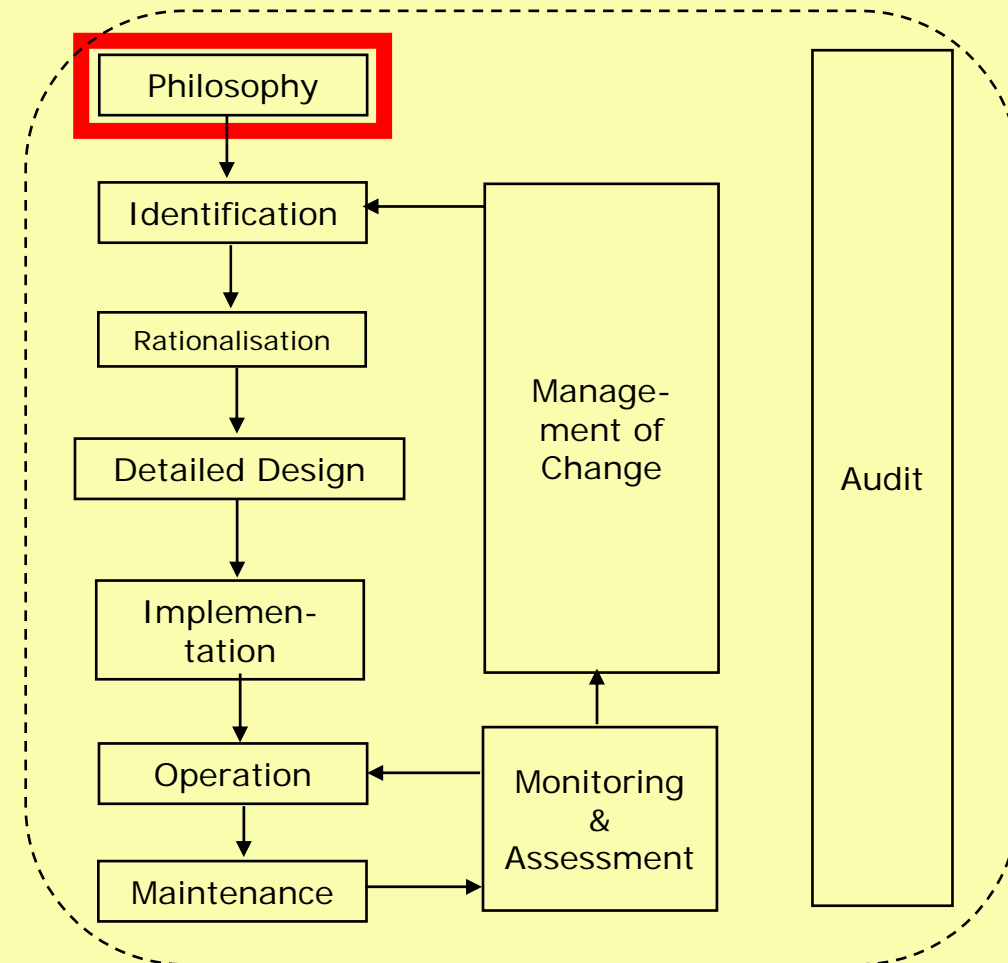 Philosophy
Identification
Rationalisation
Detailed Design
Implemen-
tation
Operation
Maintenance
Manage-
ment of
Change
Monitoring
&
Assessment
Audit